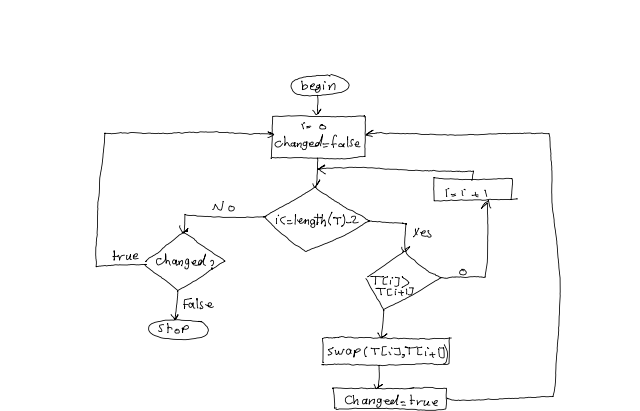 begin
i= 0
changed=false
i= i+1
No
i<=length(T)-2
yes
true
changed?
T[i]>
T[i+1]
0
False
stop
swap(T[i],T[i+1])
Changed=true